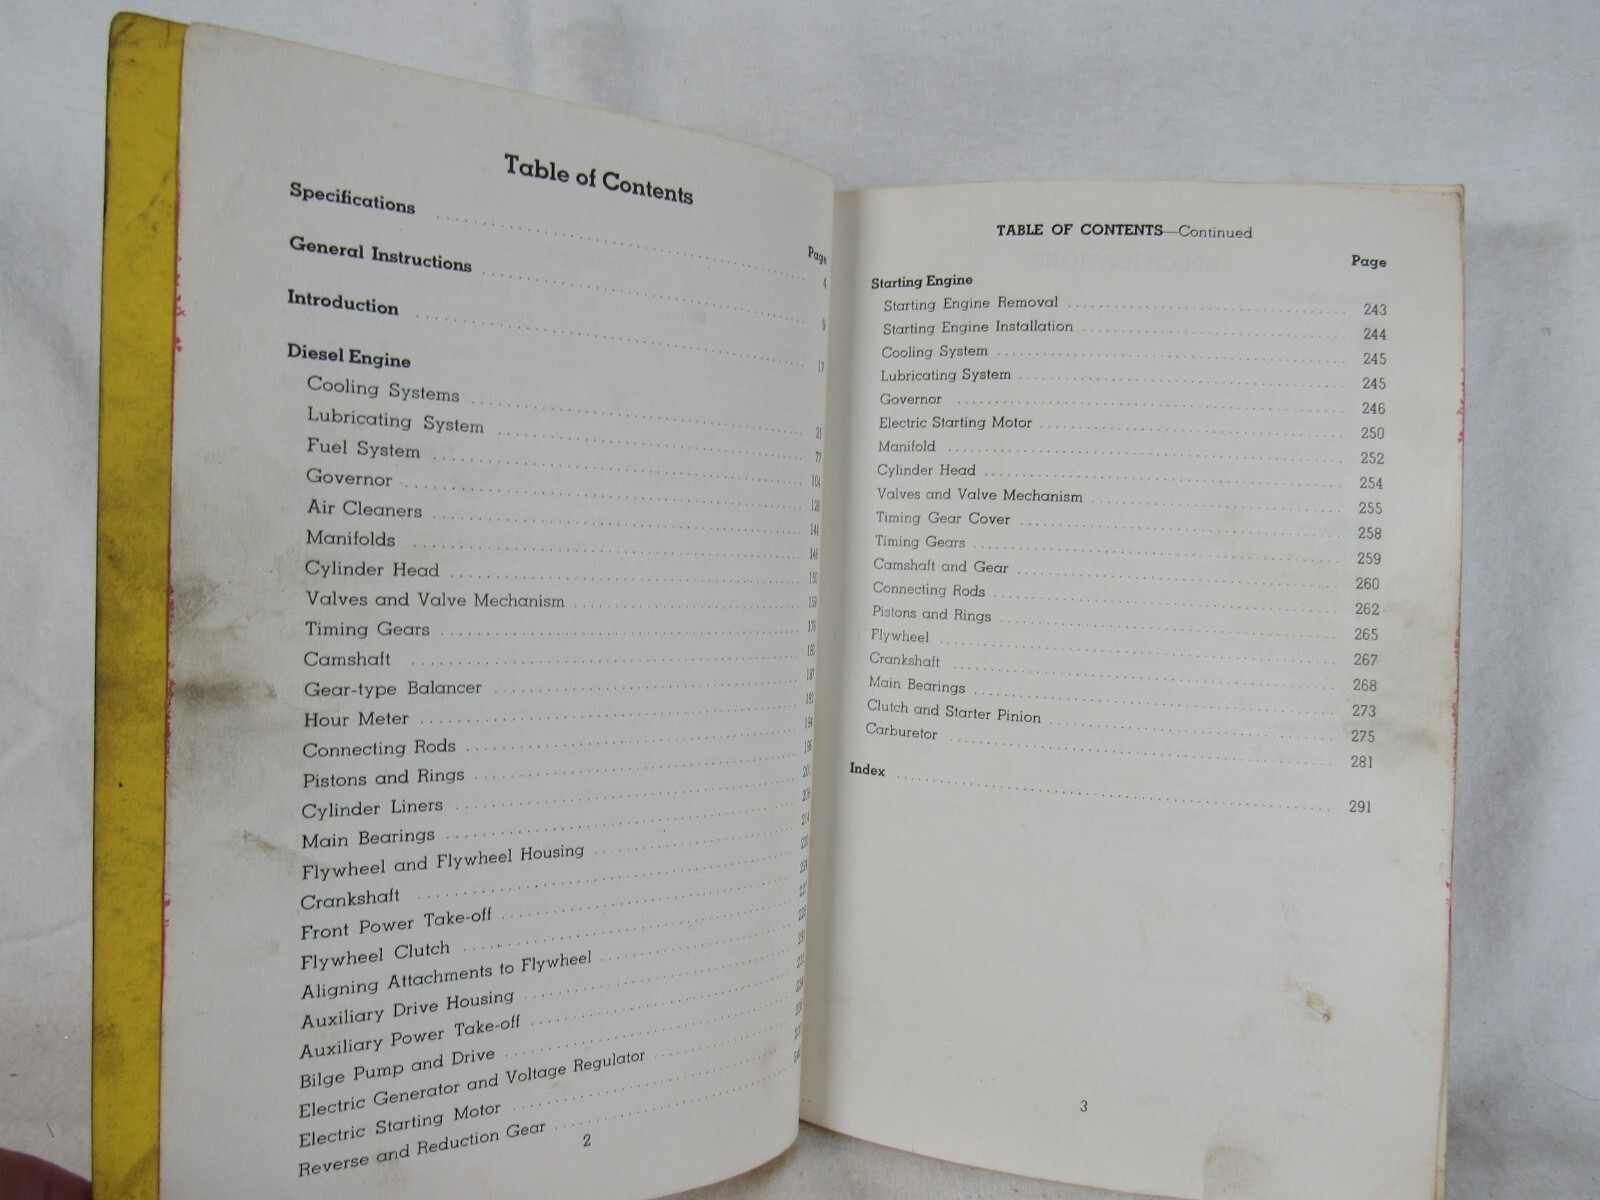 Table of Contents
Page
Specifications 4
General Instructions 9
Introduction 17
Diesel Engine
Cooling Systems 21
Lubricating System 77
Fuel System 104
Governor 128
Air Cleaners 144
Manifolds 148
Cylinder Head 150
Valves and Valve Mechanism 159
Timing Gears 176
Camshaft
Gear-type Balancer 187
Hour Meter 192
Connecting Rods 194
Pistons and Rings
Cylinder Liners
Main Bearings
Flywheel and Flywheel Housing 214
Crankshaft
Front Power Take-off
Flywheel Clutch
Aligning Attachments to Flywheel
Auxiliary Drive Housing
Auxiliary Power Take-off
Bilge Pump and Drive
Electric Generator and Voltage Regulator
Electric Starting Motor
Reverse and Reduction Gear
2
TABLE OF CONTENTS—Continued
Page
Starting Engine
Starting Engine Removal 243
Starting Engine Installation 244
Cooling System 245
Lubricating System 245
Governor 246
Electric Starting Motor 250
Manifold 252
Cylinder Head 254
Valves and Valve Mechanism 255
Timing Gear Cover 258
Timing Gears 259
Camshaft and Gear 260
Connecting Rods 262
Pistons and Rings 265
Flywheel 267
Crankshaft 268
Main Bearings 273
Clutch and Starter Pinion 275
Carburetor 281
Index 291
3